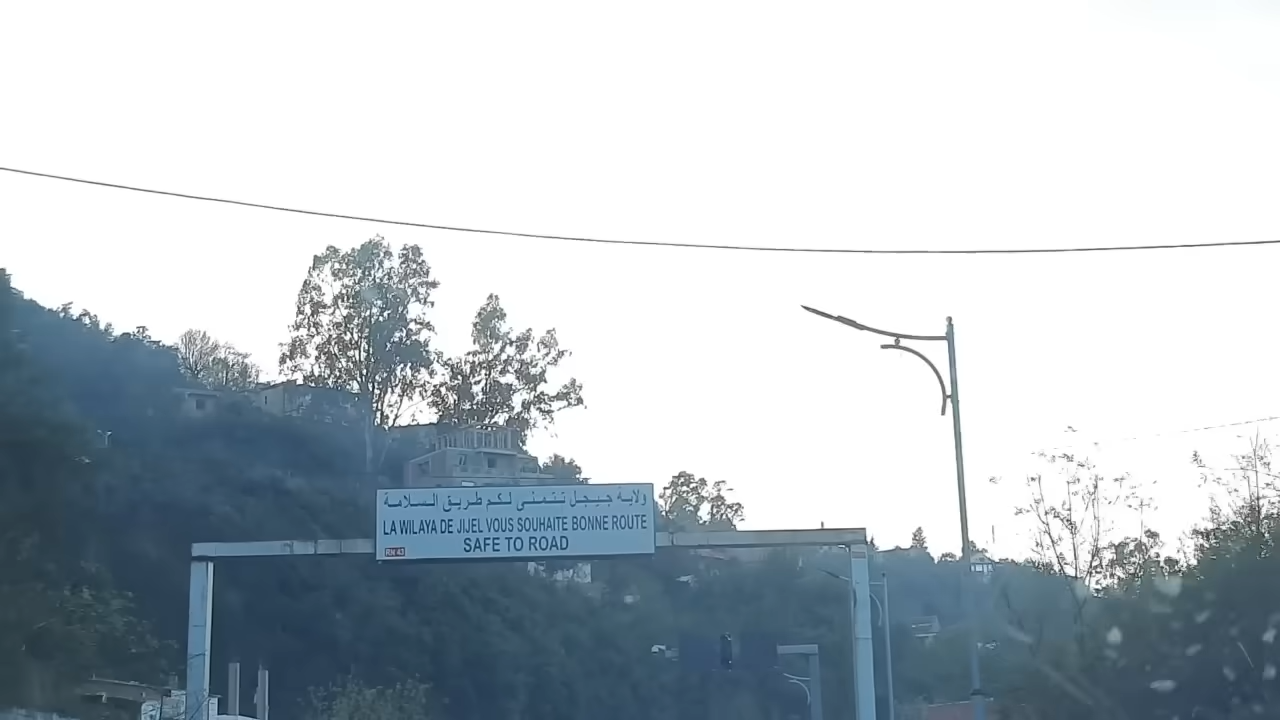 ولاية جيجل تتمنى لكم طريق السلامة
LA WILAYA DE JIJEL VOUS SOUHAITE BONNE ROUTE
SAFE TO ROAD
RN 43